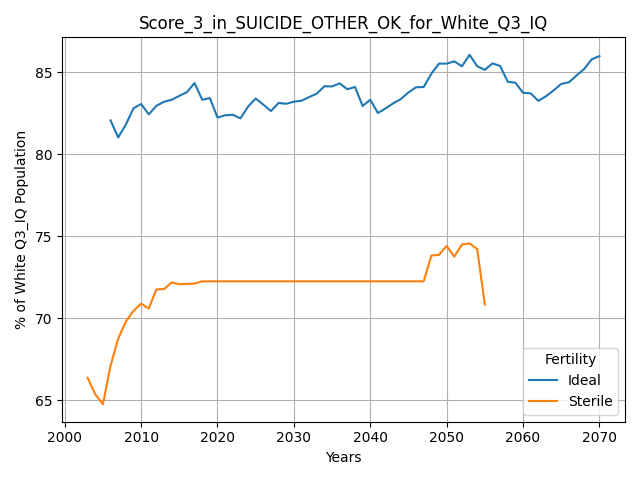 Score_3_in_SUICIDE_OTHER_OK_for_White_Q3_IQ
% of White Q3_IQ Population
85
80
75
70
65
2000 2010 2020 2030 2040 2050 2060 2070
Years
Fertility
Ideal
Sterile